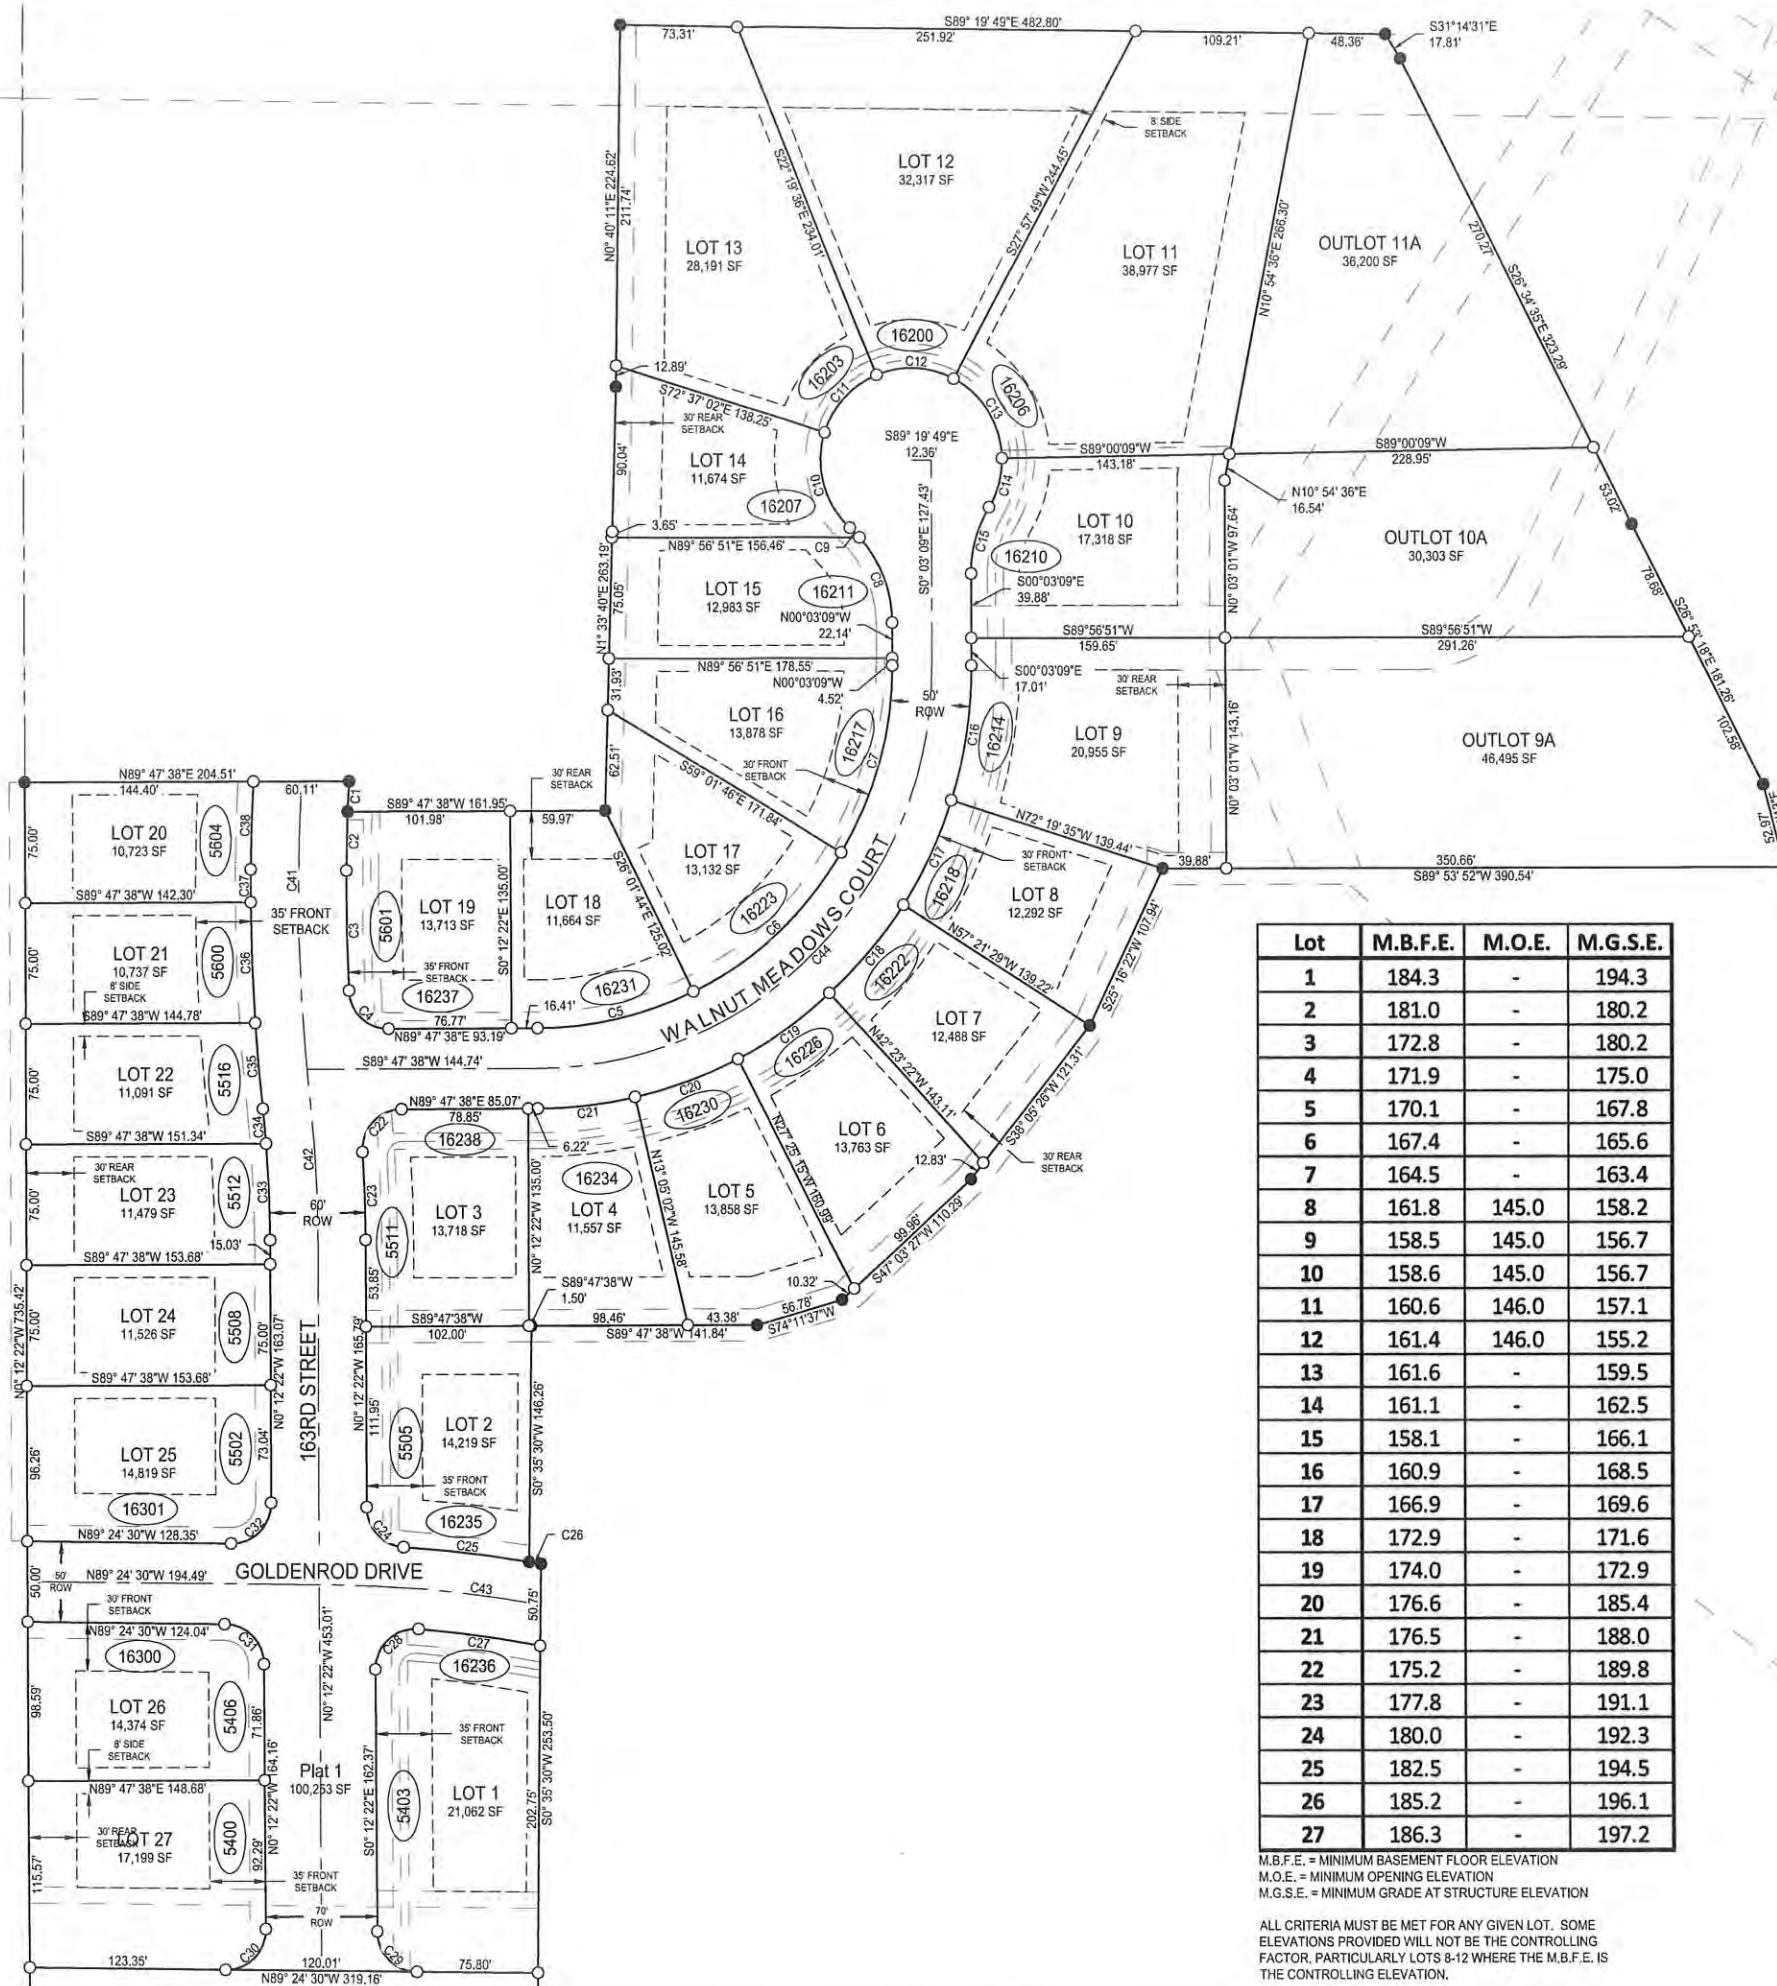 S89° 19' 49"E 482.80'
73.31'
251.92'
109.21'
48.36'
S31°14'31"E
17.81'
8' SIDE
SETBACK
N0° 40' 11"E 224.62'
211.74'
LOT 13
28,191 SF
S22° 19' 36"E 234.01'
LOT 12
32,317 SF
S27° 57' 49"W 244.45'
LOT 11
38,977 SF
N10° 54' 36"E 266.30'
OUTLOT 11A
36,200 SF
270.27'
S26° 34' 35"E 323.29'
16203
16200
16206
C11
C12
C13
12.89'
S72° 37' 02"E 138.25'
30' REAR
SETBACK
90.04'
LOT 14
11,674 SF
16207
C10
S89° 19' 49"E
12.36'
S0° 03' 09"E 127.43'
S89°00'09"W
143.18'
S89°00'09"W
228.95'
C14
N10° 54' 36"E
16.54'
53.02'
LOT 10
17,318 SF
16210
C15
N0° 03' 01"W 97.64'
OUTLOT 10A
30,303 SF
78.68'
S26° 53' 18"E 181.26'
3.65'
N89° 56' 51"E 156.46'
C9
C8
N1° 33' 40"E 263.19'
75.05'
LOT 15
12,983 SF
16211
N00°03'09"W
22.14'
S00°03'09"E
39.88'
S89°56'51"W
159.65'
S89°56'51"W
291.26'
N89° 56' 51"E 178.55'
N00°03'09"W
4.52'
31.93'
S00°03'09"E
17.01'
30' REAR
SETBACK
50'
ROW
LOT 16
13,878 SF
16217
C7
30' FRONT
SETBACK
C16
16214
LOT 9
20,955 SF
N0° 03' 01"W 143.16'
OUTLOT 9A
46,495 SF
102.58'
52.97'
62.51'
S59° 01' 46"E 171.84'
N89° 47' 38"E 204.51'
144.40'
60.11'
C1
S89° 47' 38"W 161.95'
101.98'
59.97'
30' REAR
SETBACK
N72° 19' 35"W 139.44'
39.88'
350.66'
S89° 53' 52"W 390.54'
75.00'
LOT 20
10,723 SF
5604
C38
C41
C2
LOT 17
13,132 SF
S26° 01' 44"E 125.02'
C17
30' FRONT
SETBACK
16218
LOT 8
12,292 SF
S25° 16' 22"W 107.94'
C37
S89° 47' 38"W 142.30'
35' FRONT
SETBACK
C3
5601
LOT 19
13,713 SF
S0° 12' 22"E 135.00'
LOT 18
11,664 SF
16223
C6
WALNUT MEADOWS COURT
C44
C18
16222
N57° 21' 29"W 139.22'
75.00'
LOT 21
10,737 SF
5600
C36
8' SIDE
SETBACK
35' FRONT
SETBACK
16237
16231
C4
76.77'
N89° 47' 38"E 93.19'
16.41'
C5
S89° 47' 38"W 144.78'
S89° 47' 38"W 144.74'
C19
16226
LOT 7
12,488 SF
N42° 23' 22"W 143.11'
S38° 05' 26"W 121.31'
75.00'
LOT 22
11,091 SF
5516
C35
C34
N89° 47' 38"E 85.07'
78.85'
6.22'
C22
16238
C21
C20
16230
LOT 6
13,763 SF
12.83'
30' REAR
SETBACK
S89° 47' 38"W 151.34'
30' REAR
SETBACK
75.00'
LOT 23
11,479 SF
5512
C33
C42
60'
ROW
C23
5511
LOT 3
13,718 SF
N0° 12' 22"W 135.00'
16234
LOT 4
11,557 SF
N13° 05' 02"W 145.58'
LOT 5
13,858 SF
N27° 25' 15"W 160.99'
99.96'
S47° 03' 27"W 110.29'
15.03'
S89° 47' 38"W 153.68'
53.85'
S89°47'38"W
1.50'
10.32'
56.78'
S74°11'37"W
S89°47'38"W
102.00'
98.46'
43.38'
S89° 47' 38"W 141.84'
N0° 12' 22"W 735.42'
75.00'
LOT 24
11,526 SF
5508
75.00'
N0° 12' 22"W 163.07'
163RD STREET
N0° 12' 22"W 165.79'
111.95'
S89° 47' 38"W 153.68'
LOT 2
14,219 SF
5505
S0° 35' 30"W 146.26'
35' FRONT
SETBACK
96.26'
LOT 25
14,819 SF
5502
73.04'
16301
N89° 24' 30"W 128.35'
C32
C24
16235
C25
C26
50.00'
50'
ROW
N89° 24' 30"W 194.49'
GOLDENROD DRIVE
C43
50.75'
30' FRONT
SETBACK
N89° 24' 30"W 124.04'
16300
C31
N0° 12' 22"W 453.01'
C28
C27
16236
98.59'
LOT 26
14,374 SF
5406
71.86'
8' SIDE
SETBACK
N89° 47' 38"E 148.68'
N0° 12' 22"W 164.16'
Plat 1
100,253 SF
35' FRONT
SETBACK
S0° 12' 22"E 162.37'
5403
LOT 1
21,062 SF
202.75'
S0° 35' 30"W 253.50'
30' REAR
SETBACK
LOT 27
17,199 SF
5400
92.29'
115.57'
35' FRONT
SETBACK
70'
ROW
C30
C29
123.35'
120.01'
75.80'
N89° 24' 30"W 319.16'
Lot M.B.F.E. M.O.E. M.G.S.E.
1 184.3 - 194.3
2 181.0 - 180.2
3 172.8 - 180.2
4 171.9 - 175.0
5 170.1 - 167.8
6 167.4 - 165.6
7 164.5 - 163.4
8 161.8 145.0 158.2
9 158.5 145.0 156.7
10 158.6 145.0 156.7
11 160.6 146.0 157.1
12 161.4 146.0 155.2
13 161.6 - 159.5
14 161.1 - 162.5
15 158.1 - 166.1
16 160.9 - 168.5
17 166.9 - 169.6
18 172.9 - 171.6
19 174.0 - 172.9
20 176.6 - 185.4
21 176.5 - 188.0
22 175.2 - 189.8
23 177.8 - 191.1
24 180.0 - 192.3
25 182.5 - 194.5
26 185.2 - 196.1
27 186.3 - 197.2
M.B.F.E. = MINIMUM BASEMENT FLOOR ELEVATION
M.O.E. = MINIMUM OPENING ELEVATION
M.G.S.E. = MINIMUM GRADE AT STRUCTURE ELEVATION
ALL CRITERIA MUST BE MET FOR ANY GIVEN LOT. SOME
ELEVATIONS PROVIDED WILL NOT BE THE CONTROLLING
FACTOR, PARTICULARLY LOTS 8-12 WHERE THE M.B.F.E. IS
THE CONTROLLING ELEVATION.